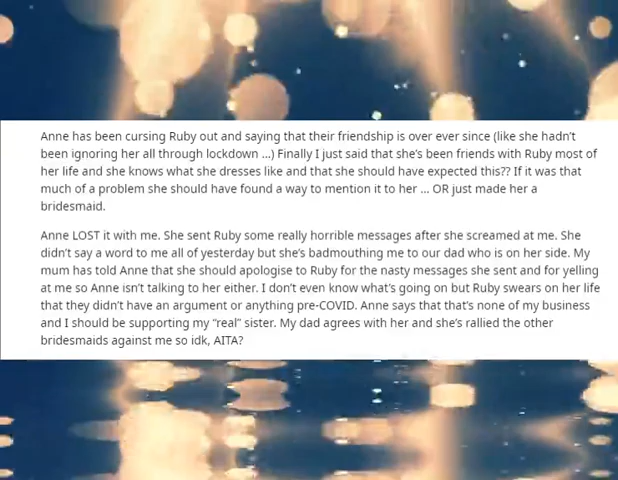 Anne has been cursing Ruby out and saying that their friendship is over ever since (like she hadn't
been ignoring her all through lockdown ...) Finally I just said that she's been friends with Ruby most of
her life and she knows what she dresses like and that she should have expected this?? If it was that
much of a problem she should have found a way to mention it to her ... OR just made her a
bridesmaid.
Anne LOST it with me. She sent Ruby some really horrible messages after she screamed at me. She
didn't say a word to me all of yesterday but she's badmouthing me to our dad who is on her side. My
mum has told Anne that she should apologise to Ruby for the nasty messages she sent and for yelling
at me so Anne isn't talking to her either. I don't even know what's going on but Ruby swears on her life
that they didn't have an argument or anything pre-COVID. Anne says that that's none of my business
and I should be supporting my "real" sister. My dad agrees with her and she's rallied the other
bridesmaids against me so idk, AITA?